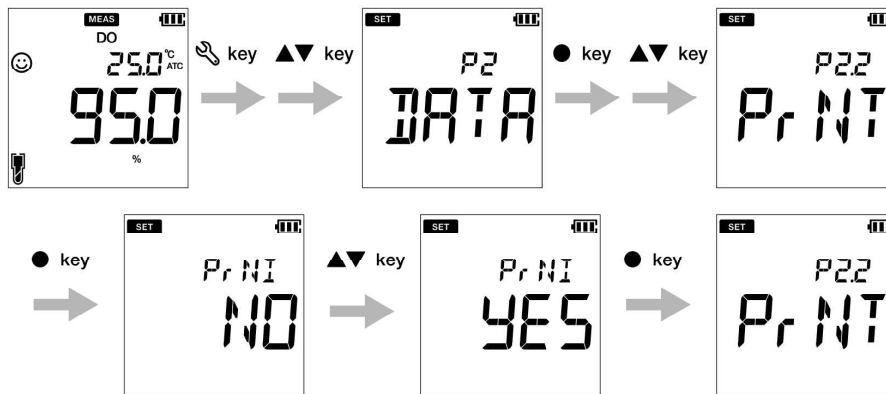 MEAS
DO
25.0 °C
ATC
95.0
%
key
▲▼ key
SET
P2
DATA
● key
▲▼ key
SET
P2.2
PrNT
● key
SET
PrNT
NO
▲▼ key
SET
PrNT
YES
● key
SET
P2.2
PrNT